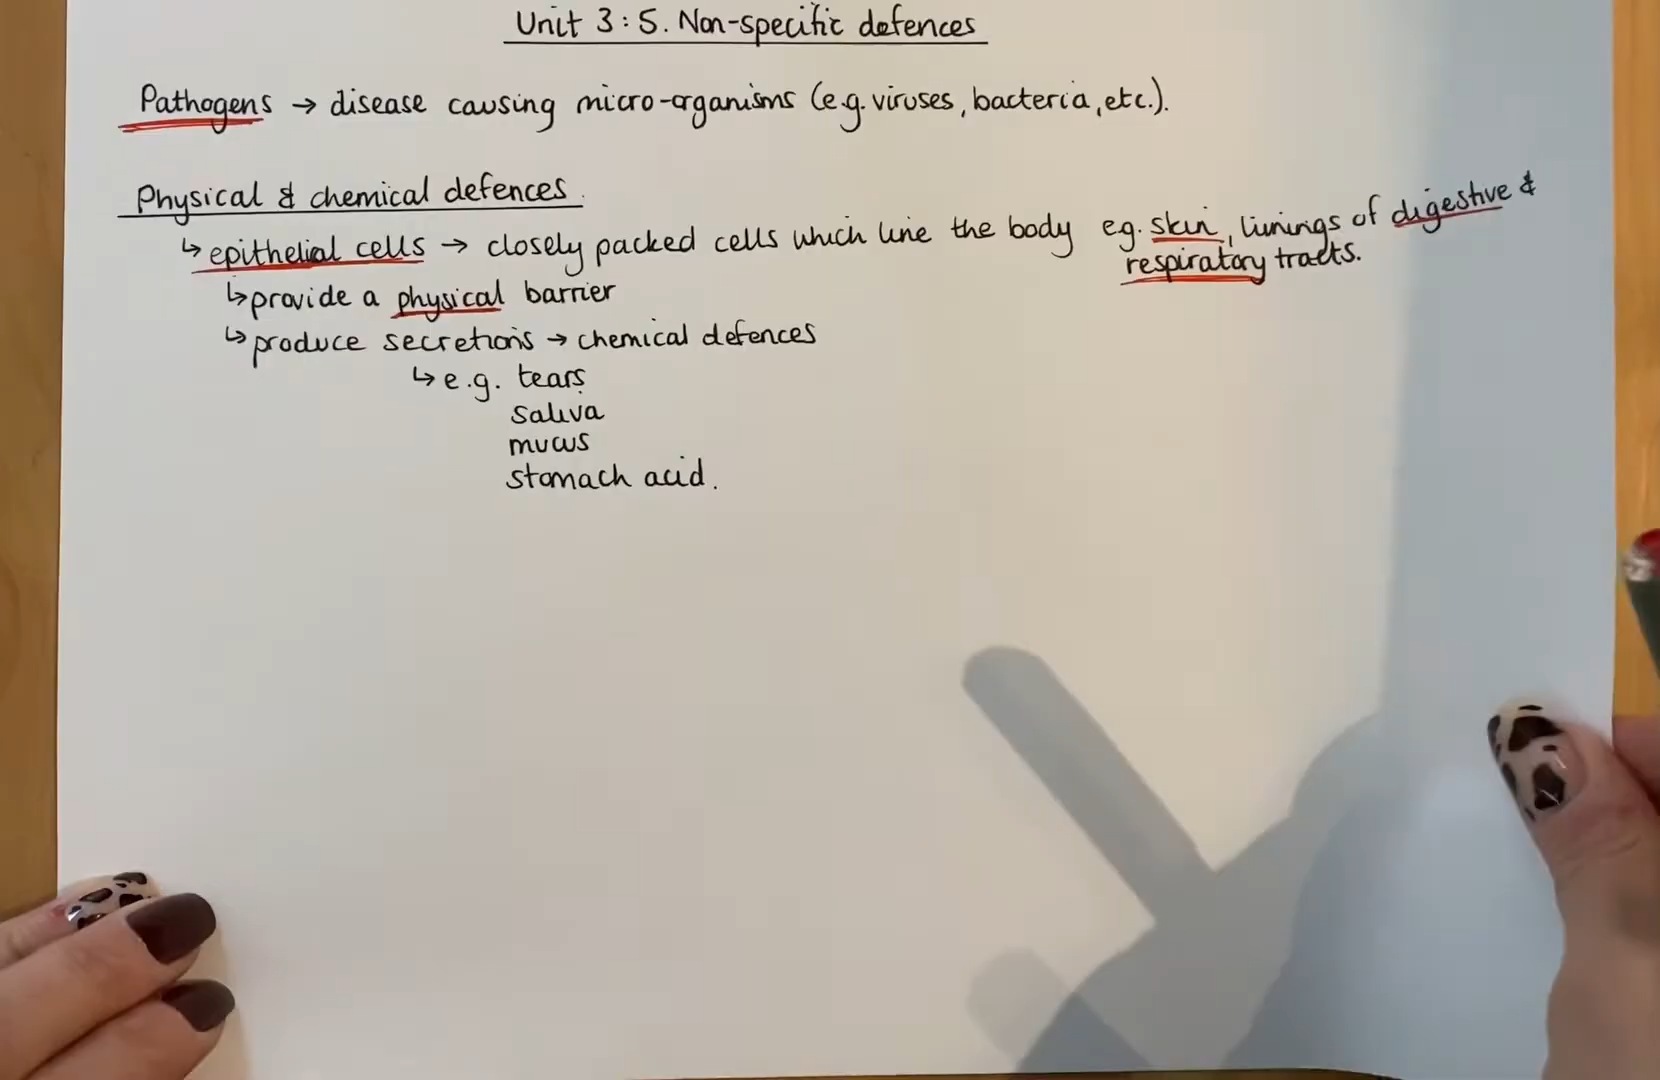 Unit 3:5. Non-specific defences
Pathogens → disease causing micro-organisms (e.g. viruses, bacteria, etc.).
Physical & chemical defences.
↳ epithelial cells → closely packed cells which line the body eg. skin, linings of digestive &
respiratory tracts.
↳ provide a physical barrier
↳ produce secretions → chemical defences
↳ e.g. tears
saliva
mucus
stomach acid.